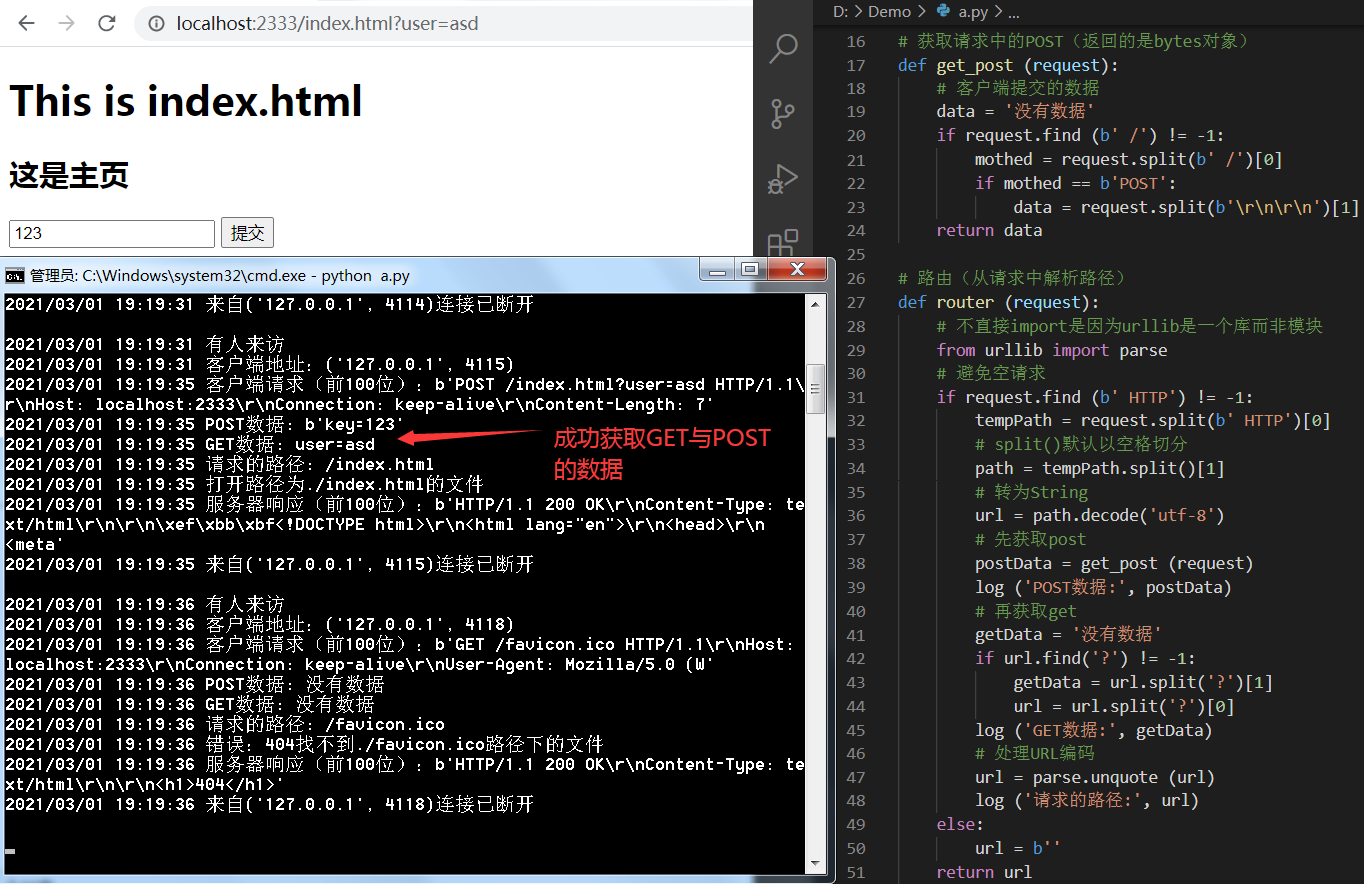 localhost:2333/index.html?user=asd
This is index.html
这是主页
123 提交
管理员: C:\Windows\system32\cmd.exe - python a.py
2021/03/01 19:19:31 来自('127.0.0.1', 4114)连接已断开
2021/03/01 19:19:31 有人来访
2021/03/01 19:19:31 客户端地址: ('127.0.0.1', 4115)
2021/03/01 19:19:35 客户端请求（前100位）: b'POST /index.html?user=asd HTTP/1.1\
r\nHost: localhost:2333\r\nConnection: keep-alive\r\nContent-Length: 7'
2021/03/01 19:19:35 POST数据: b'key=123'
2021/03/01 19:19:35 GET数据: user=asd
2021/03/01 19:19:35 请求的路径: /index.html
2021/03/01 19:19:35 打开路径为./index.html的文件
2021/03/01 19:19:35 服务器响应（前100位）: b'HTTP/1.1 200 OK\r\nContent-Type: te
xt/html\r\n\r\n\xef\xbb\xbf<!DOCTYPE html>\r\n<html lang="en">\r\n<head>\r\n
<meta'
2021/03/01 19:19:35 来自('127.0.0.1', 4115)连接已断开
2021/03/01 19:19:36 有人来访
2021/03/01 19:19:36 客户端地址: ('127.0.0.1', 4118)
2021/03/01 19:19:36 客户端请求（前100位）: b'GET /favicon.ico HTTP/1.1\r\nHost:
localhost:2333\r\nConnection: keep-alive\r\nUser-Agent: Mozilla/5.0 (W'
2021/03/01 19:19:36 POST数据: 没有数据
2021/03/01 19:19:36 GET数据: 没有数据
2021/03/01 19:19:36 请求的路径: /favicon.ico
2021/03/01 19:19:36 错误: 404找不到./favicon.ico路径下的文件
2021/03/01 19:19:36 服务器响应（前100位）: b'HTTP/1.1 200 OK\r\nContent-Type: te
xt/html\r\n\r\n<h1>404</h1>'
2021/03/01 19:19:36 来自('127.0.0.1', 4118)连接已断开
成功获取GET与POST
的数据
D: > Demo > a.py > ...
16 # 获取请求中的POST（返回的是bytes对象）
17 def get_post (request):
18 # 客户端提交的数据
19 data = '没有数据'
20 if request.find (b' /') != -1:
21 mothed = request.split(b' /')[0]
22 if mothed == b'POST':
23 data = request.split(b'\r\n\r\n')[1]
24 return data
25
26 # 路由（从请求中解析路径）
27 def router (request):
28 # 不直接import是因为urllib是一个库而非模块
29 from urllib import parse
30 # 避免空请求
31 if request.find (b' HTTP') != -1:
32 tempPath = request.split(b' HTTP')[0]
33 # split()默认以空格切分
34 path = tempPath.split()[1]
35 # 转为String
36 url = path.decode('utf-8')
37 # 先获取post
38 postData = get_post (request)
39 log ('POST数据:', postData)
40 # 再获取get
41 getData = '没有数据'
42 if url.find('?') != -1:
43 getData = url.split('?')[1]
44 url = url.split('?')[0]
45 log ('GET数据:', getData)
46 # 处理URL编码
47 url = parse.unquote (url)
48 log ('请求的路径:', url)
49 else:
50 url = b''
51 return url